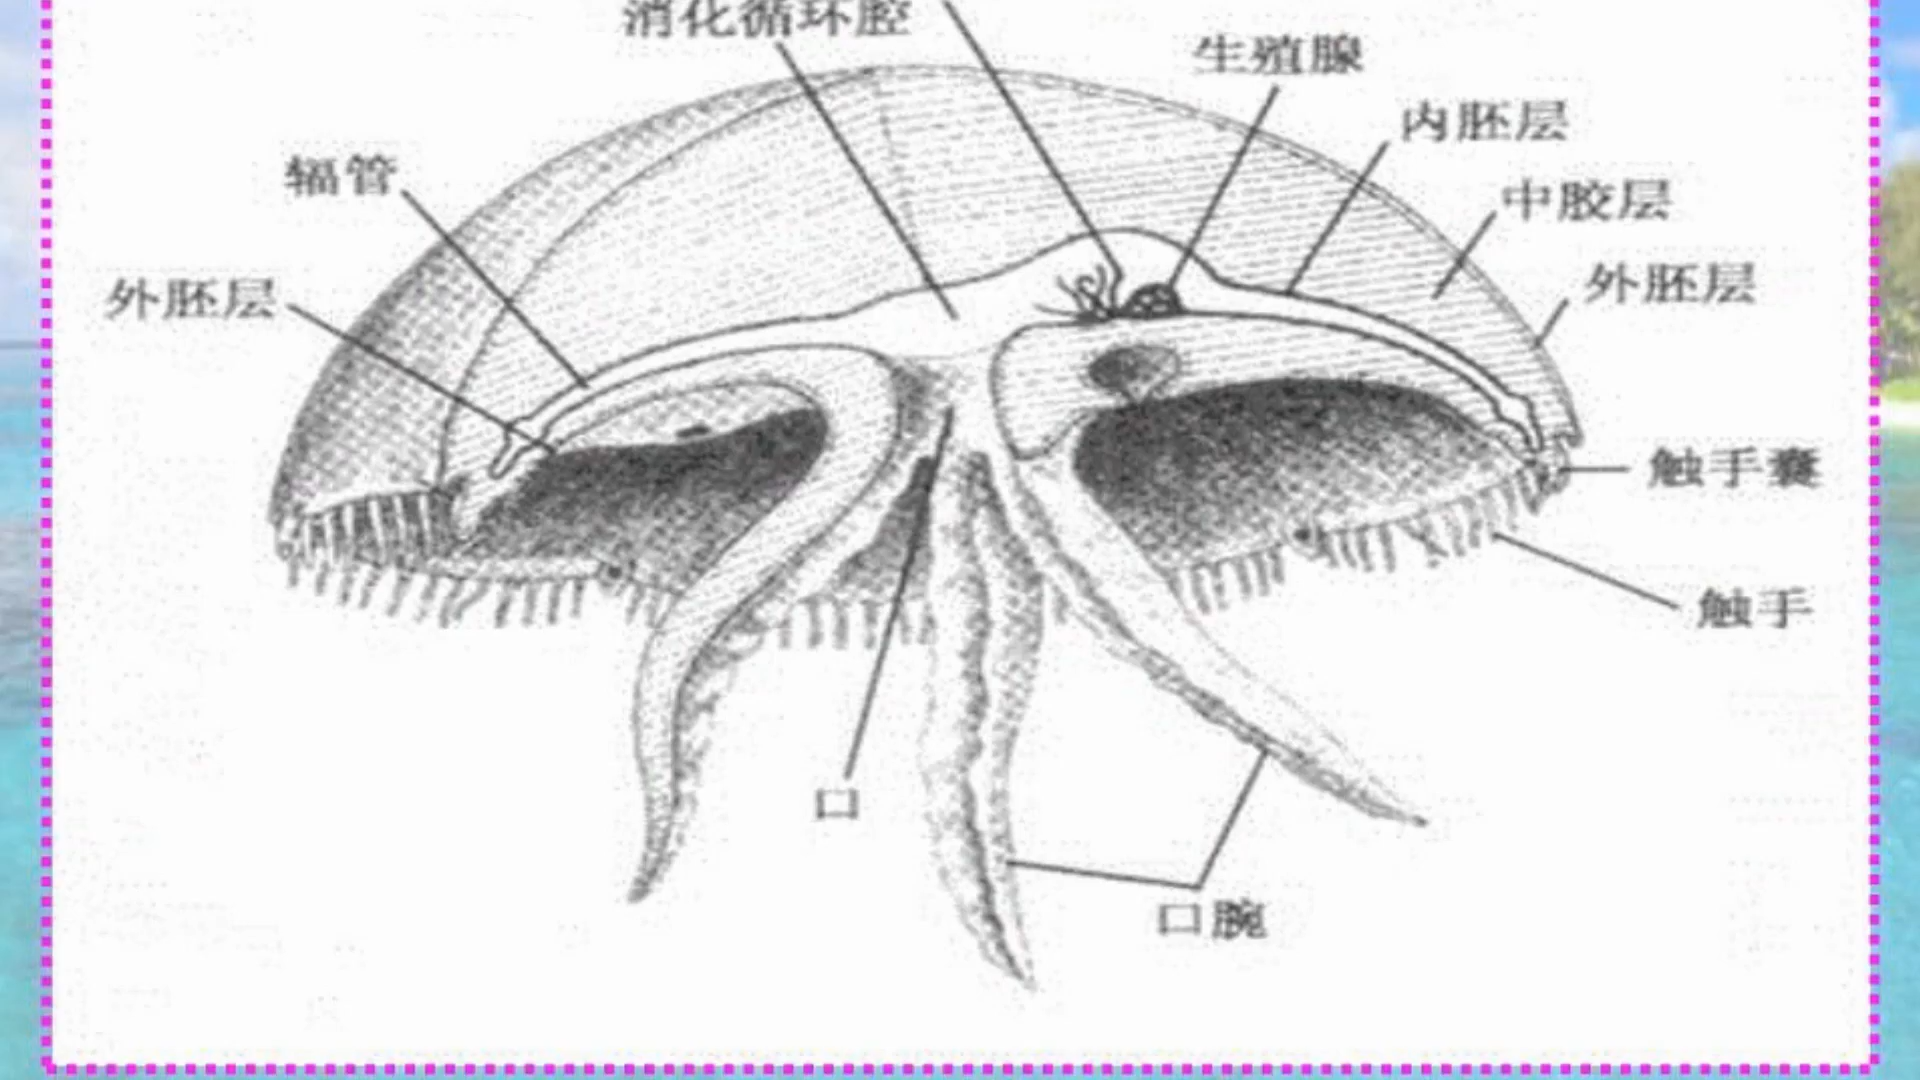 消化循环腔
生殖腺
内胚层
辐管
中胶层
外胚层
外胚层
触手囊
触手
口
口腕